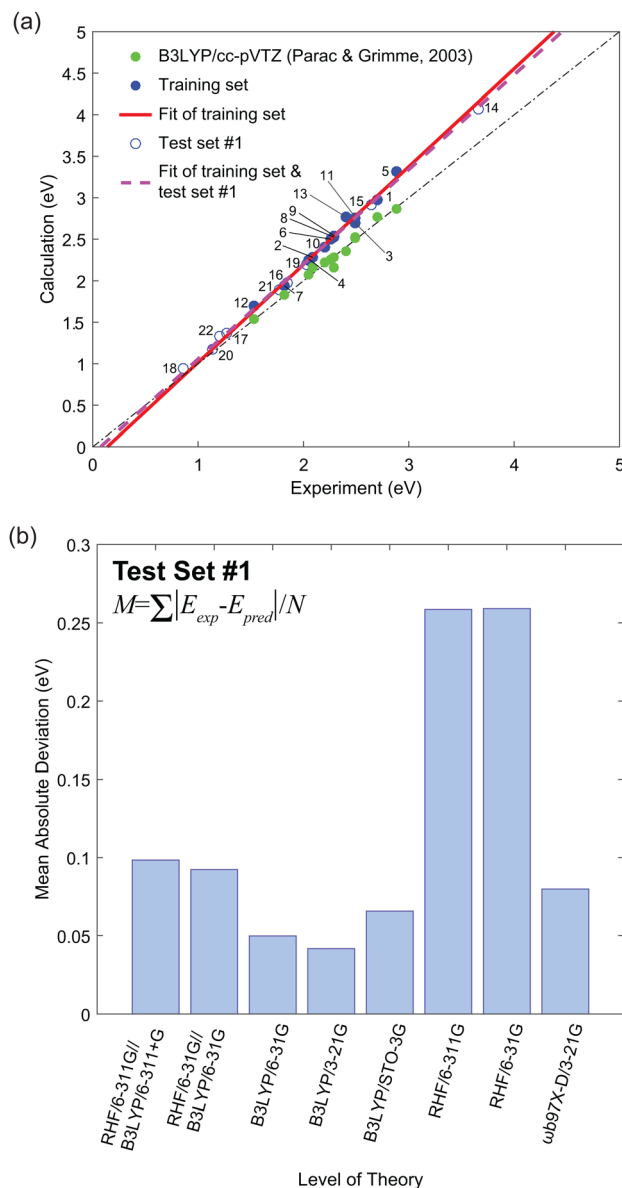 (a)
5
4.5
4
3.5
3
2.5
2
1.5
1
0.5
0
Calculation (eV)
B3LYP/cc-pVTZ (Parac & Grimme, 2003)
Training set
Fit of training set
Test set #1
Fit of training set &
test set #1
14
11
5
13
15
1
9
8
6
10
3
2
19
4
16
21
7
12
22
17
20
18
0
1
2
3
4
5
Experiment (eV)
(b)
0.3
0.25
0.2
0.15
0.1
0.05
0
Mean Absolute Deviation (eV)
Test Set #1
M=∑|E_exp-E_pred|/N
RHF/6-311G//
B3LYP/6-311+G
RHF/6-31G//
B3LYP/6-31G
B3LYP/6-31G
B3LYP/3-21G
B3LYP/STO-3G
RHF/6-311G
RHF/6-31G
ωb97X-D/3-21G
Level of Theory